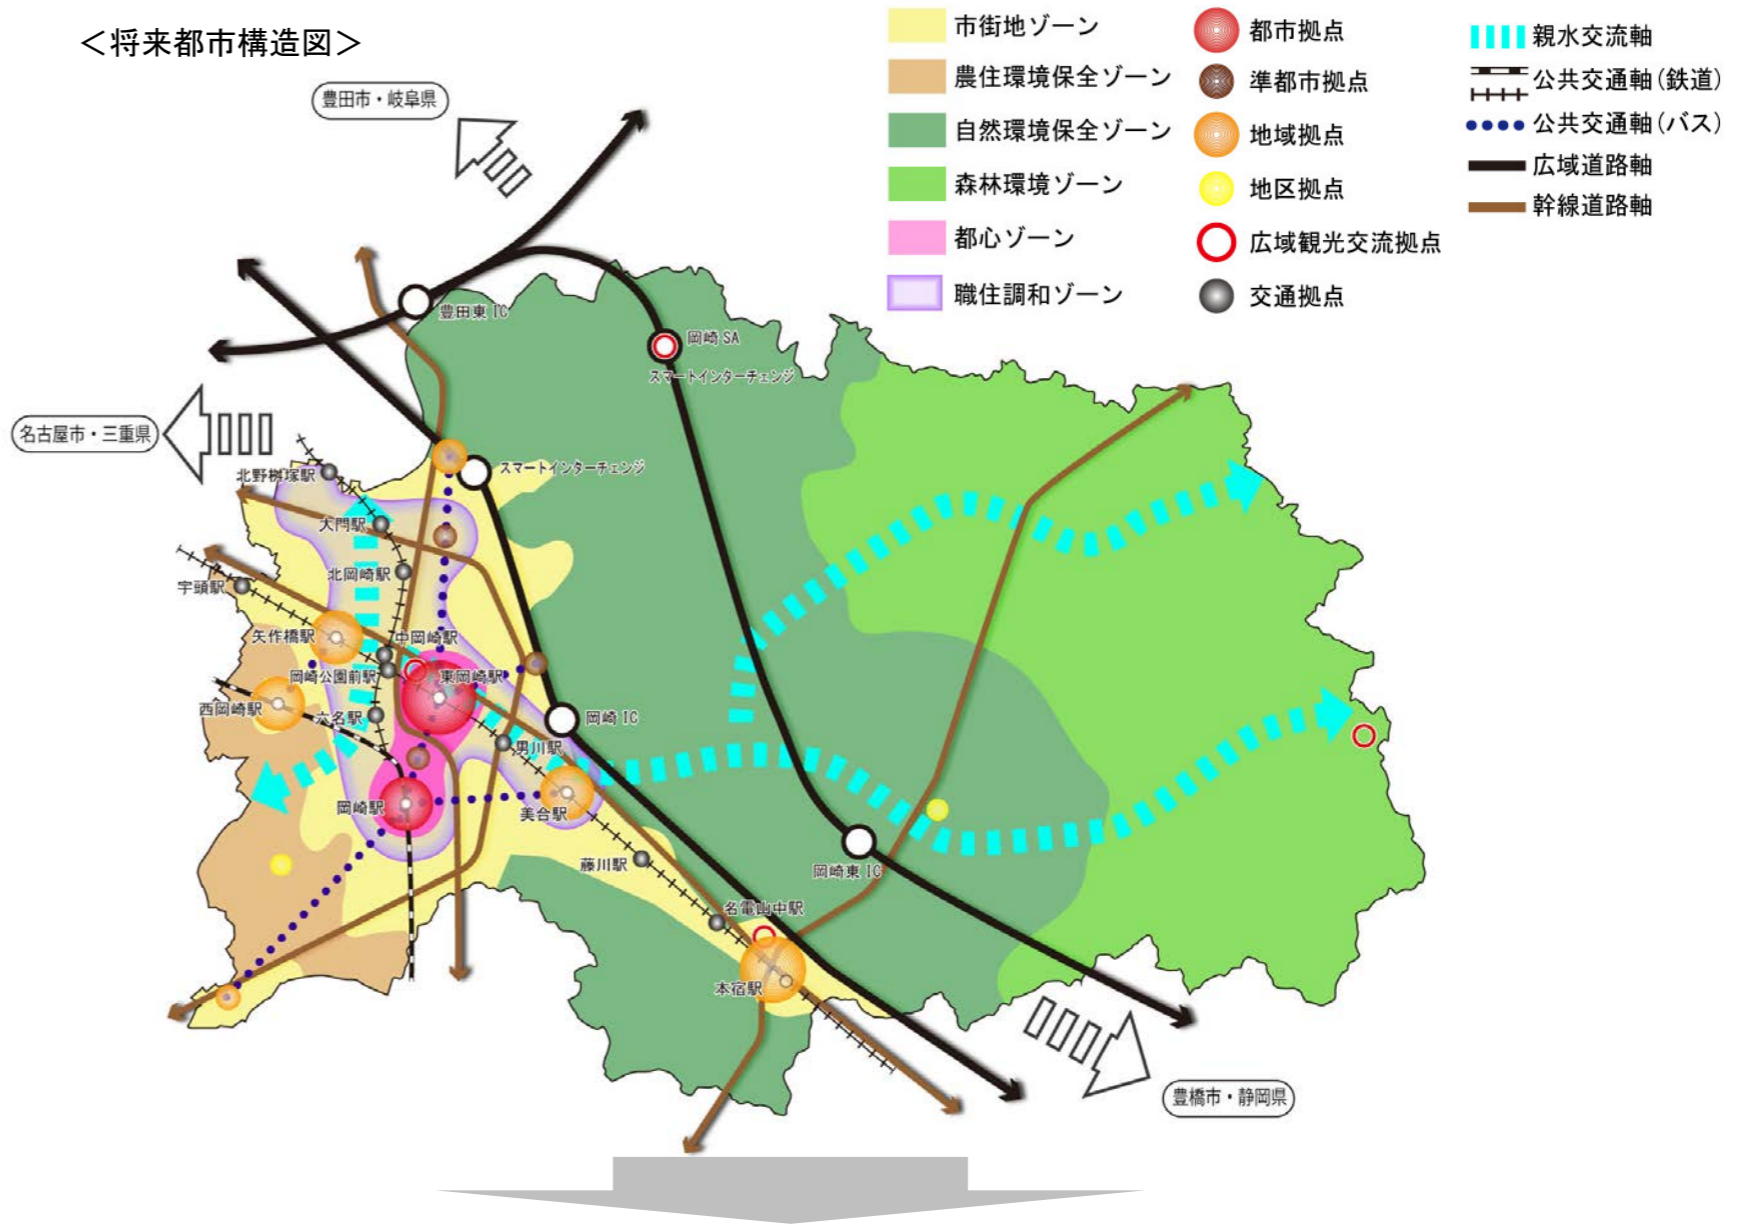 ＜将来都市構造図＞
市街地ゾーン
農住環境保全ゾーン
自然環境保全ゾーン
森林環境ゾーン
都心ゾーン
職住調和ゾーン
都市拠点
準都市拠点
地域拠点
地区拠点
広域観光交流拠点
交通拠点
親水交流軸
公共交通軸(鉄道)
公共交通軸(バス)
広域道路軸
幹線道路軸
豊田市・岐阜県
豊田東IC
岡崎SA
スマートインターチェンジ
名古屋市・三重県
スマートインターチェンジ
北野桝塚駅
大門駅
北岡崎駅
宇頭駅
矢作橋駅
中岡崎駅
岡崎公園前駅
東岡崎駅
西岡崎駅
六名駅
岡崎IC
男川駅
岡崎駅
美合駅
藤川駅
岡崎東IC
名電山中駅
本宿駅
豊橋市・静岡県